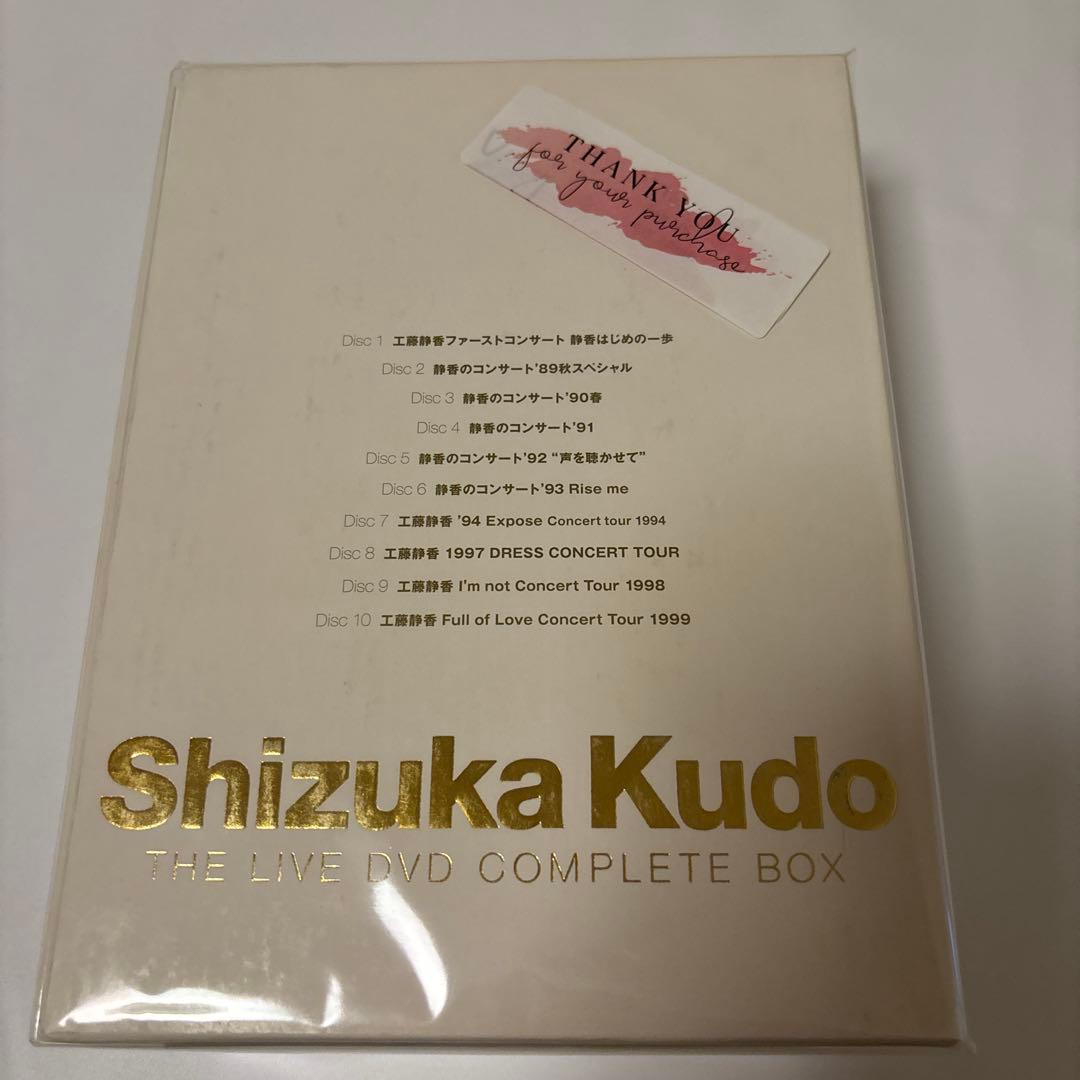 THANK YOU
for your purchase
Disc 1 工藤静香ファーストコンサート 静香はじめの一歩
Disc 2 静香のコンサート'89秋スペシャル
Disc 3 静香のコンサート'90春
Disc 4 静香のコンサート'91
Disc 5 静香のコンサート'92 “声を聴かせて”
Disc 6 静香のコンサート'93 Rise me
Disc 7 工藤静香 '94 Expose Concert tour 1994
Disc 8 工藤静香 1997 DRESS CONCERT TOUR
Disc 9 工藤静香 I'm not Concert Tour 1998
Disc 10 工藤静香 Full of Love Concert Tour 1999
Shizuka Kudo
THE LIVE DVD COMPLETE BOX